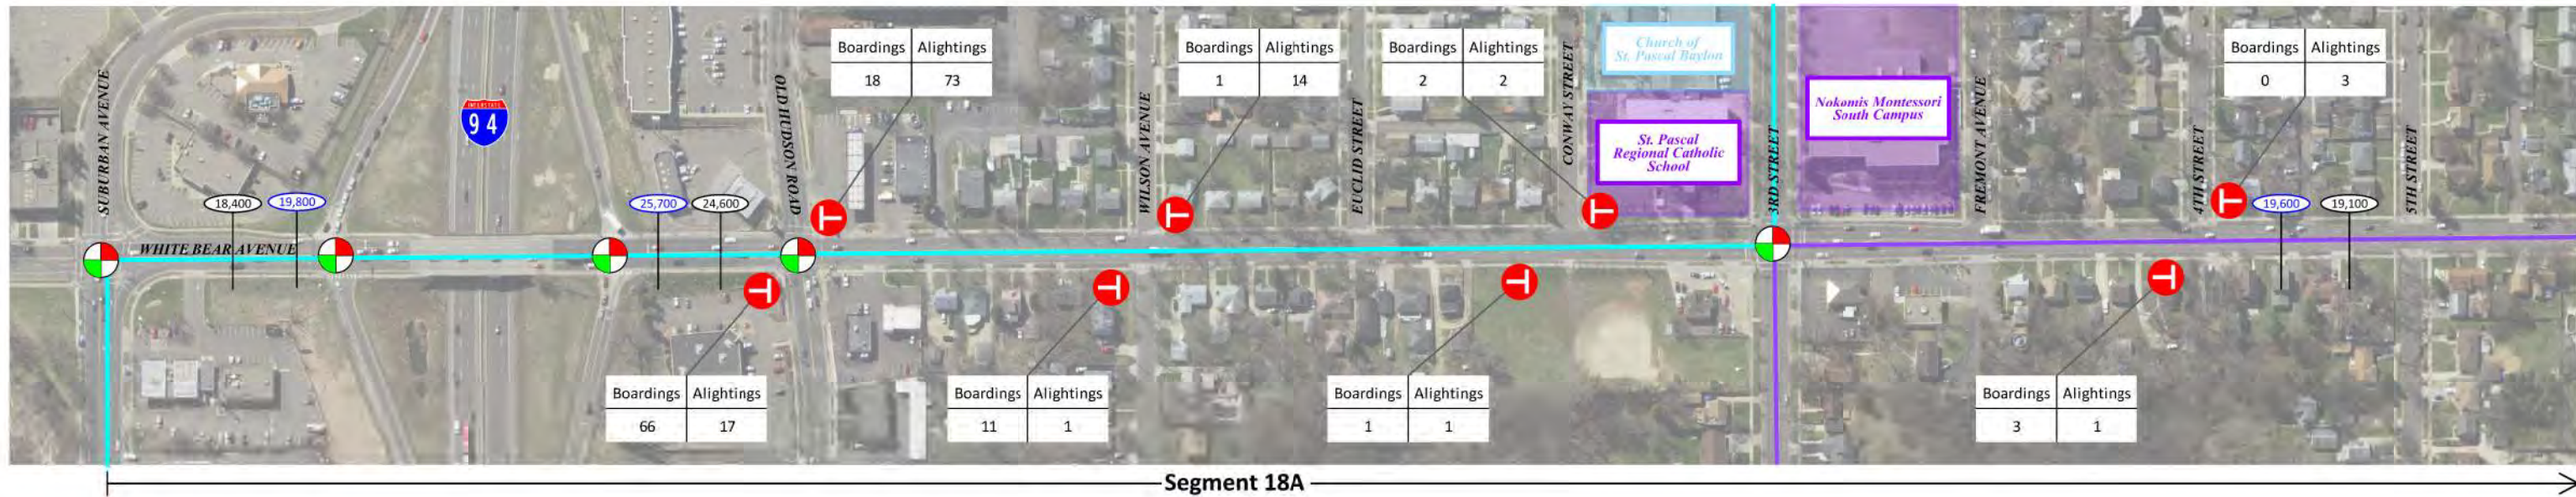 Boardings Alightings
18 73
Boardings Alightings
1 14
Boardings Alightings
2 2
Church of
St. Pascal Baylon
Boardings Alightings
0 3
INTERSTATE
94
St. Pascal
Regional Catholic
School
Nokomis Montessori
South Campus
SUBURBAN AVENUE
OLD HUDSON ROAD
WILSON AVENUE
EUCLID STREET
CONWAY STREET
3RD STREET
FREMONT AVENUE
4TH STREET
5TH STREET
18,400
19,800
25,700
24,600
19,600
19,100
T
T
T
T
WHITE BEAR AVENUE
T
T
T
T
Boardings Alightings
66 17
Boardings Alightings
11 1
Boardings Alightings
1 1
Boardings Alightings
3 1
Segment 18A